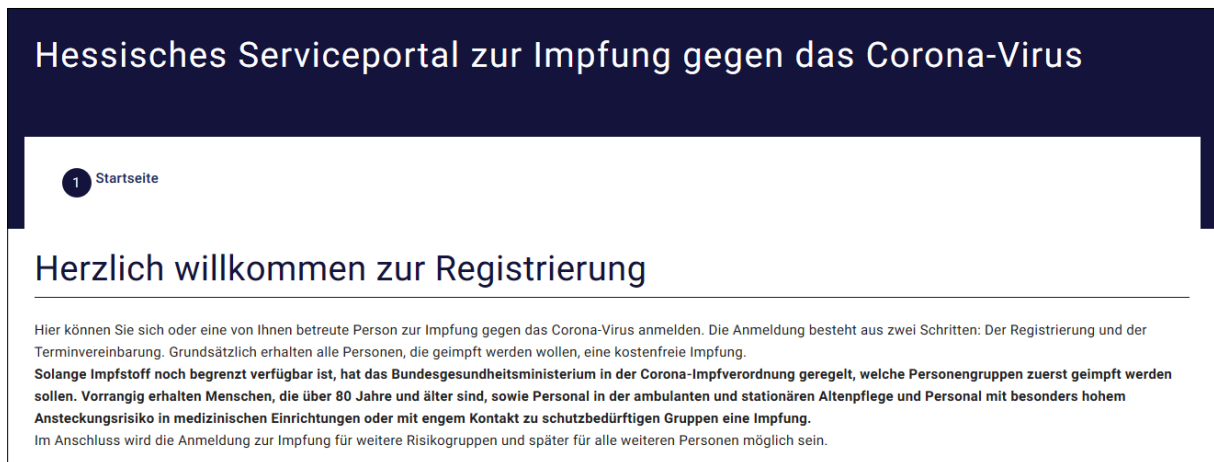 Hessisches Serviceportal zur Impfung gegen das Corona-Virus
1 Startseite
Herzlich willkommen zur Registrierung
Hier können Sie sich oder eine von Ihnen betreute Person zur Impfung gegen das Corona-Virus anmelden. Die Anmeldung besteht aus zwei Schritten: Der Registrierung und der
Terminvereinbarung. Grundsätzlich erhalten alle Personen, die geimpft werden wollen, eine kostenfreie Impfung.
Solange Impfstoff noch begrenzt verfügbar ist, hat das Bundesgesundheitsministerium in der Corona-Impfverordnung geregelt, welche Personengruppen zuerst geimpft werden
sollen. Vorrangig erhalten Menschen, die über 80 Jahre und älter sind, sowie Personal in der ambulanten und stationären Altenpflege und Personal mit besonders hohem
Ansteckungsrisiko in medizinischen Einrichtungen oder mit engem Kontakt zu schutzbedürftigen Gruppen eine Impfung.
Im Anschluss wird die Anmeldung zur Impfung für weitere Risikogruppen und später für alle weiteren Personen möglich sein.